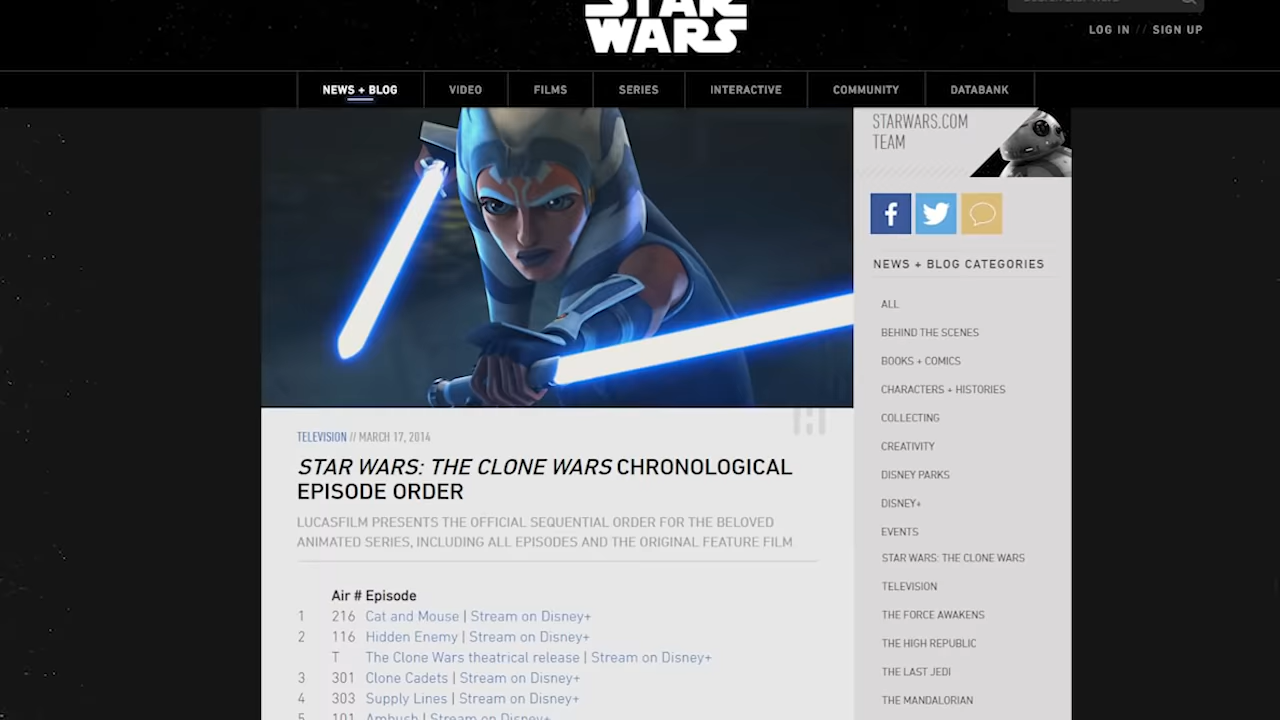 STAR
WARS
LOG IN // SIGN UP
NEWS + BLOG
VIDEO
FILMS
SERIES
INTERACTIVE
COMMUNITY
DATABANK
STARWARS.COM
TEAM
NEWS + BLOG CATEGORIES
ALL
BEHIND THE SCENES
BOOKS + COMICS
CHARACTERS + HISTORIES
COLLECTING
CREATIVITY
DISNEY PARKS
DISNEY+
EVENTS
STAR WARS: THE CLONE WARS
TELEVISION
THE FORCE AWAKENS
THE HIGH REPUBLIC
THE LAST JEDI
THE MANDALORIAN
TELEVISION // MARCH 17, 2014
STAR WARS: THE CLONE WARS CHRONOLOGICAL
EPISODE ORDER
LUCASFILM PRESENTS THE OFFICIAL SEQUENTIAL ORDER FOR THE BELOVED
ANIMATED SERIES, INCLUDING ALL EPISODES AND THE ORIGINAL FEATURE FILM
Air # Episode
1 216 Cat and Mouse | Stream on Disney+
2 116 Hidden Enemy | Stream on Disney+
T The Clone Wars theatrical release | Stream on Disney+
3 301 Clone Cadets | Stream on Disney+
4 303 Supply Lines | Stream on Disney+
5 101 Ambush | Stream on Disney+